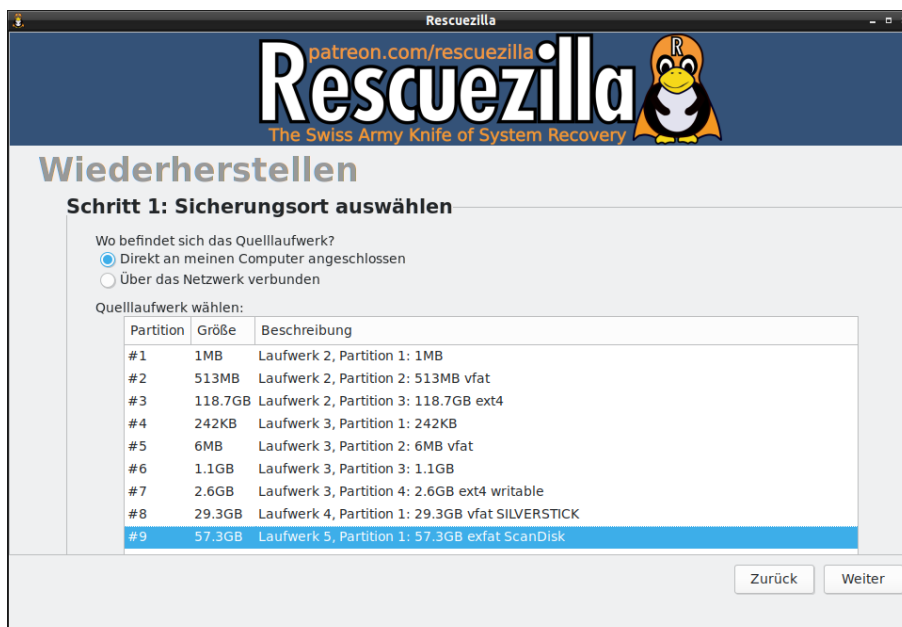 Rescuezilla
patreon.com/rescuezilla
Rescuezilla
R
The Swiss Army Knife of System Recovery
Wiederherstellen
Schritt 1: Sicherungsort auswählen
Wo befindet sich das Quelllaufwerk?
Direkt an meinen Computer angeschlossen
Über das Netzwerk verbunden
Quelllaufwerk wählen:
Partition Größe Beschreibung
#1 1MB Laufwerk 2, Partition 1: 1MB
#2 513MB Laufwerk 2, Partition 2: 513MB vfat
#3 118.7GB Laufwerk 2, Partition 3: 118.7GB ext4
#4 242KB Laufwerk 3, Partition 1: 242KB
#5 6MB Laufwerk 3, Partition 2: 6MB vfat
#6 1.1GB Laufwerk 3, Partition 3: 1.1GB
#7 2.6GB Laufwerk 3, Partition 4: 2.6GB ext4 writable
#8 29.3GB Laufwerk 4, Partition 1: 29.3GB vfat SILVERSTICK
#9 57.3GB Laufwerk 5, Partition 1: 57.3GB exfat ScanDisk
Zurück Weiter